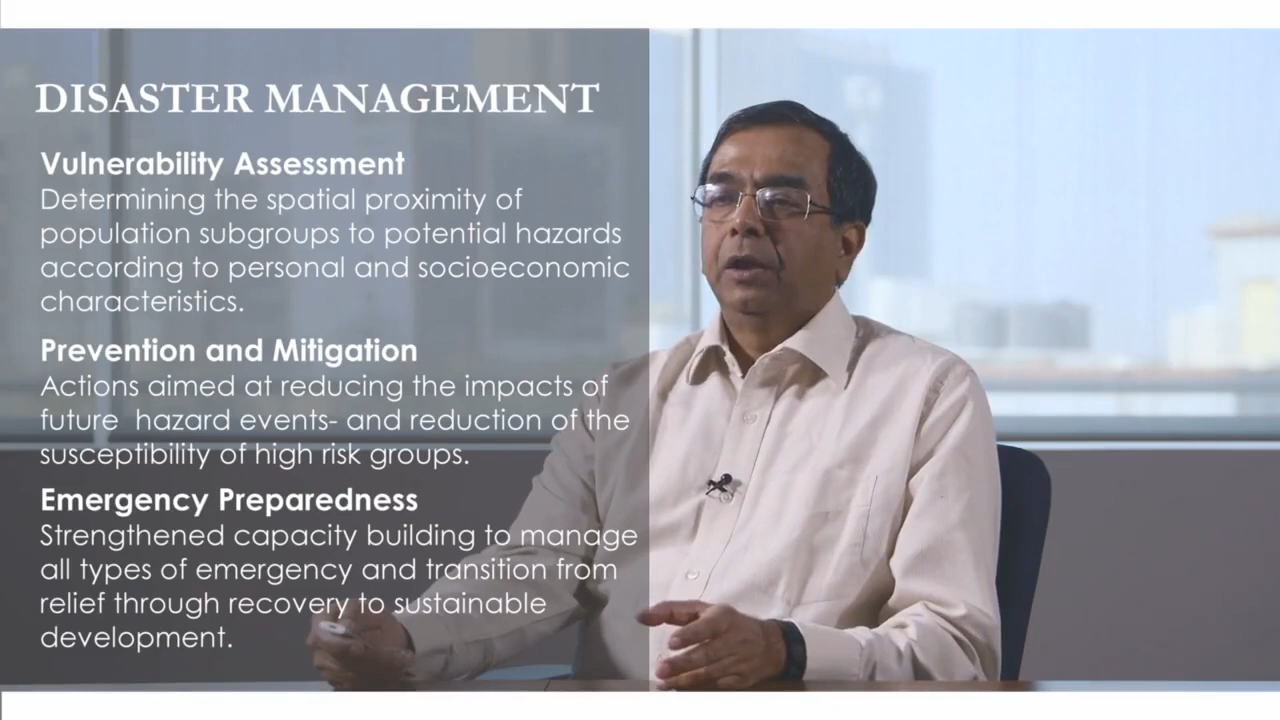 DISASTER MANAGEMENT
Vulnerability Assessment
Determining the spatial proximity of
population subgroups to potential hazards
according to personal and socioeconomic
characteristics.
Prevention and Mitigation
Actions aimed at reducing the impacts of
future  hazard events- and reduction of the
susceptibility of high risk groups.
Emergency Preparedness
Strengthened capacity building to manage
all types of emergency and transition from
relief through recovery to sustainable
development.